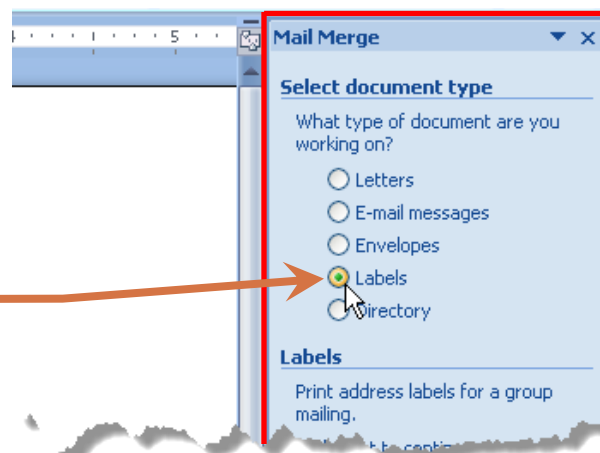 5
Mail Merge
Select document type
What type of document are you
working on?
Letters
E-mail messages
Envelopes
Labels
Directory
Labels
Print address labels for a group
mailing.